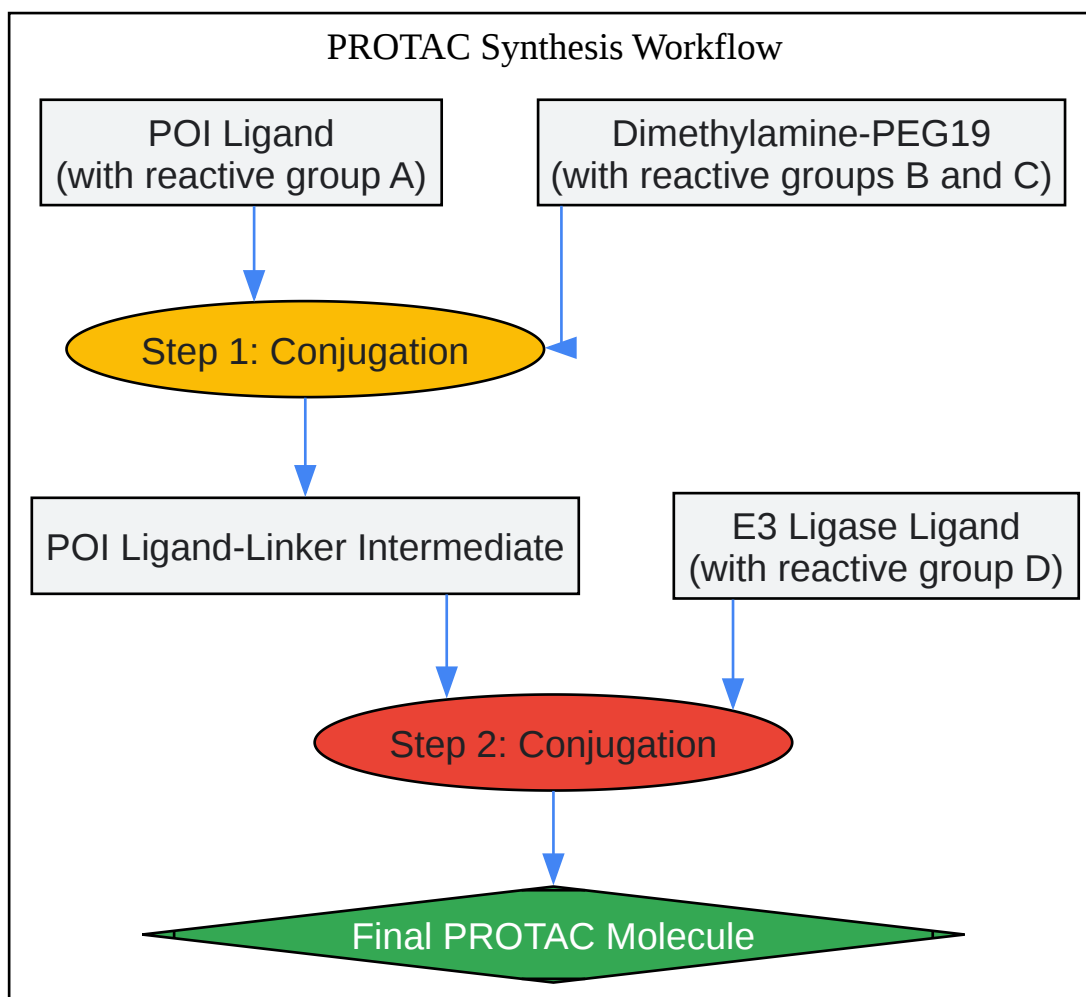 PROTAC Synthesis Workflow
POI Ligand
(with reactive group A)
Dimethylamine-PEG19
(with reactive groups B and C)
Step 1: Conjugation
POI Ligand-Linker Intermediate
E3 Ligase Ligand
(with reactive group D)
Step 2: Conjugation
Final PROTAC Molecule